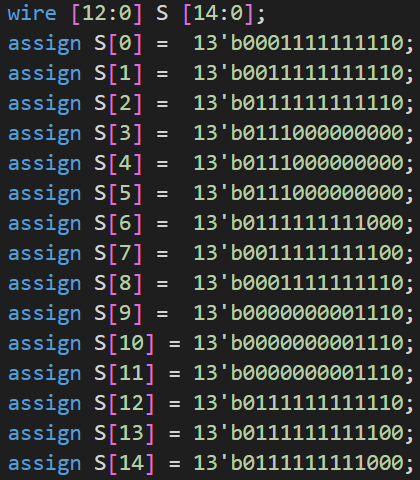 wire [12:0] S [14:0];
assign S[0] =  13'b0001111111110;
assign S[1] =  13'b0011111111110;
assign S[2] =  13'b0111111111110;
assign S[3] =  13'b0111000000000;
assign S[4] =  13'b0111000000000;
assign S[5] =  13'b0111000000000;
assign S[6] =  13'b0111111111000;
assign S[7] =  13'b0011111111100;
assign S[8] =  13'b0001111111110;
assign S[9] =  13'b0000000001110;
assign S[10] = 13'b0000000001110;
assign S[11] = 13'b0000000001110;
assign S[12] = 13'b0111111111110;
assign S[13] = 13'b0111111111100;
assign S[14] = 13'b0111111111000;